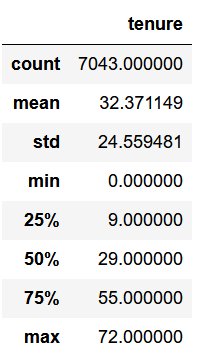 tenure
count 7043.000000
mean 32.371149
std 24.559481
min 0.000000
25% 9.000000
50% 29.000000
75% 55.000000
max 72.000000